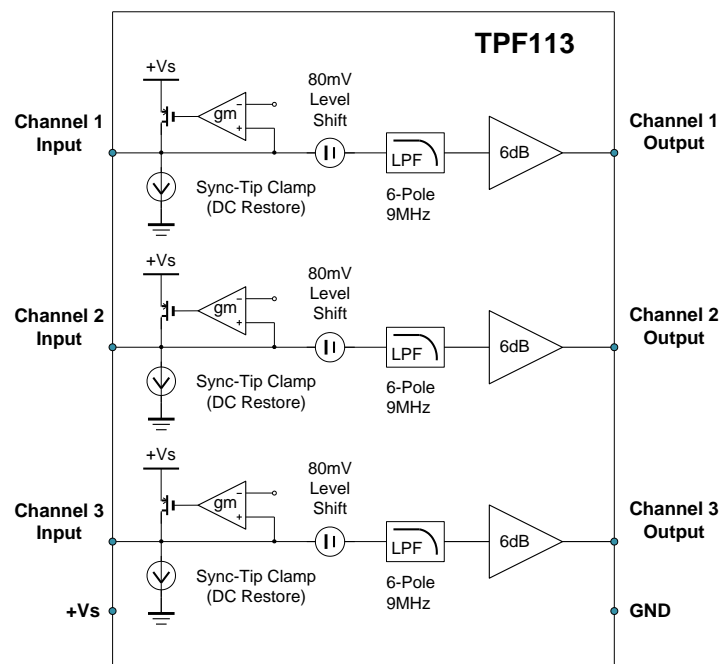 TPF113
+Vs
80mV
Level
Shift
Channel 1
Input
gm
−
+
LPF
6dB
Channel 1
Output
Sync-Tip Clamp
(DC Restore)
6-Pole
9MHz
+Vs
80mV
Level
Shift
Channel 2
Input
gm
−
+
LPF
6dB
Channel 2
Output
Sync-Tip Clamp
(DC Restore)
6-Pole
9MHz
+Vs
80mV
Level
Shift
Channel 3
Input
gm
−
+
LPF
6dB
Channel 3
Output
Sync-Tip Clamp
(DC Restore)
6-Pole
9MHz
+Vs
GND